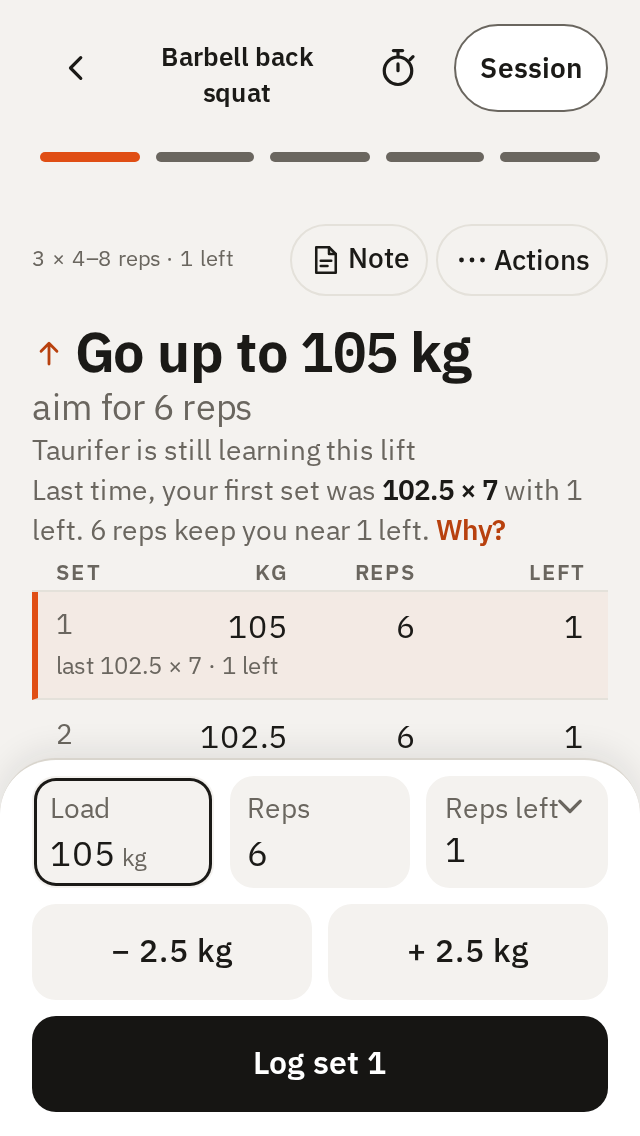 Barbell back
squat
Session
3 × 4–8 reps · 1 left
Note
··· Actions
↑ Go up to 105 kg
aim for 6 reps
Taurifer is still learning this lift
Last time, your first set was 102.5 × 7 with 1
left. 6 reps keep you near 1 left. Why?
SET KG REPS LEFT
1 105 6 1
last 102.5 × 7 · 1 left
2 102.5 6 1
Load Reps Reps left
105 kg 6 1
− 2.5 kg + 2.5 kg
Log set 1